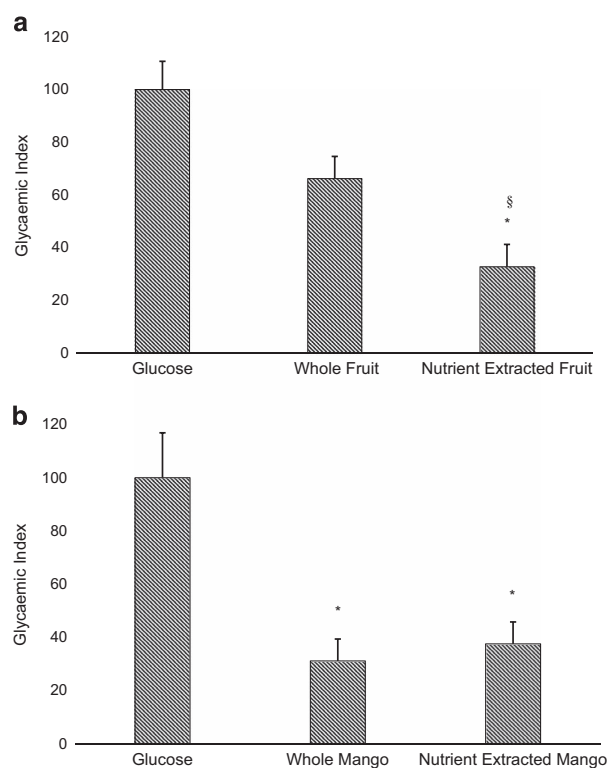 a
120
100
80
60
40
20
0
Glycaemic Index
§
*
Glucose Whole Fruit Nutrient Extracted Fruit
b
120
100
80
60
40
20
0
Glycaemic Index
* *
Glucose Whole Mango Nutrient Extracted Mango